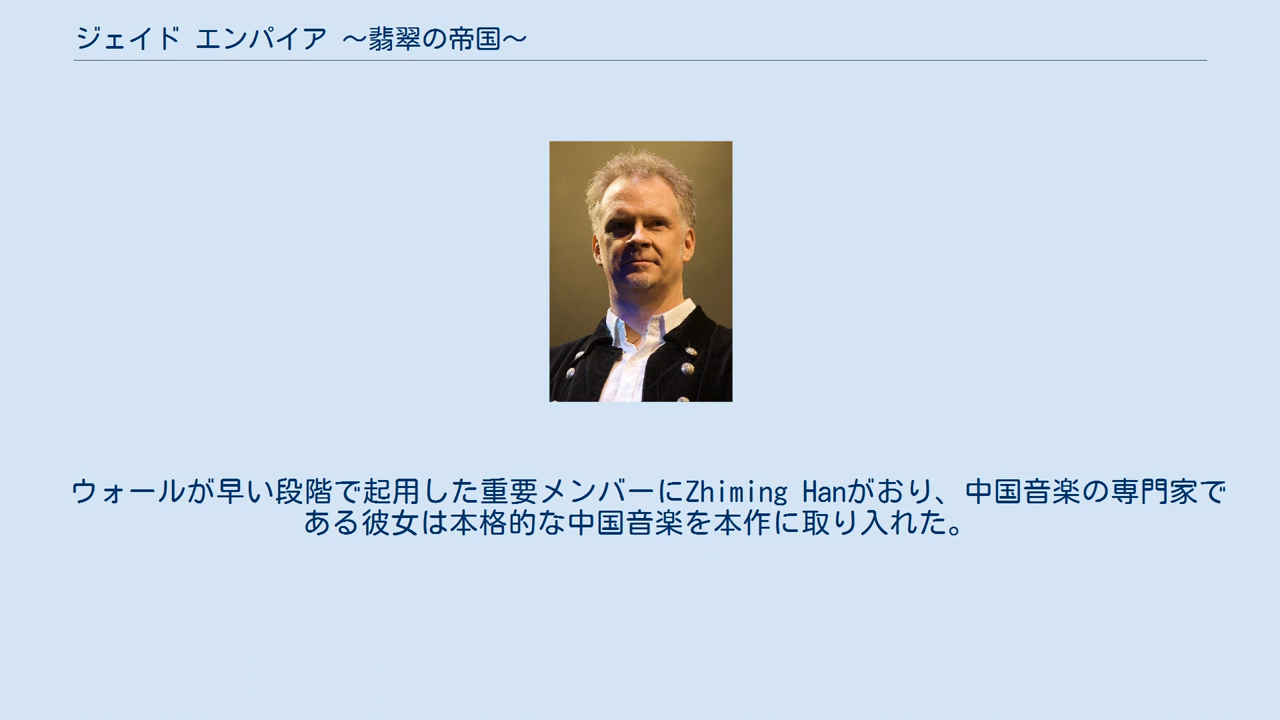 ジェイド エンパイア 〜翡翠の帝国〜
ウォールが早い段階で起用した重要メンバーにZhiming Hanがおり、中国音楽の専門家で
ある彼女は本格的な中国音楽を本作に取り入れた。